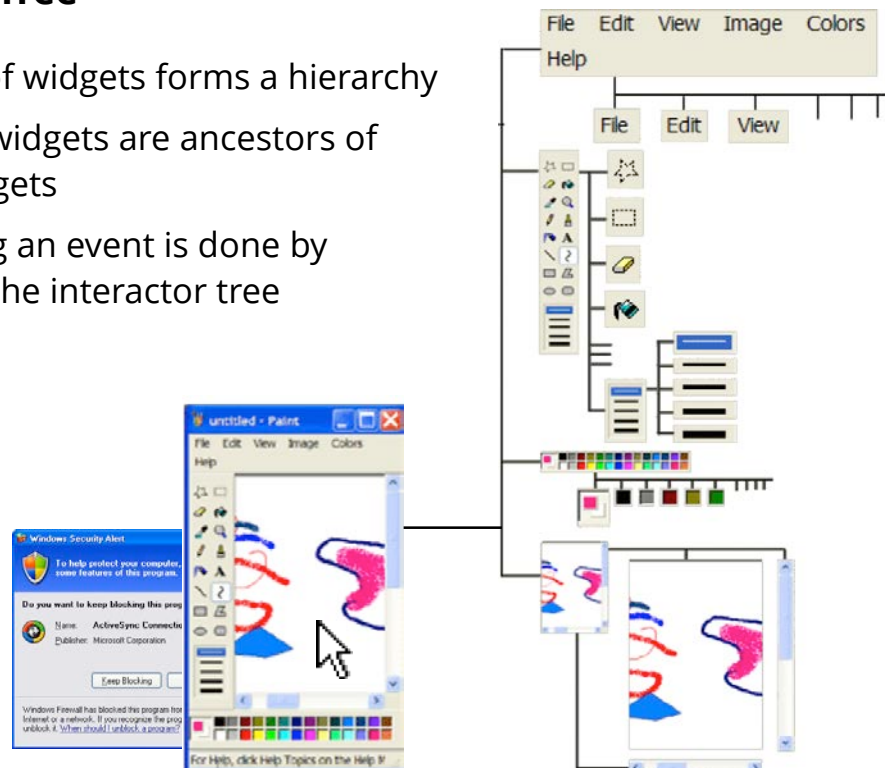 of widgets forms a hierarchy
widgets are ancestors of
gets
g an event is done by
the interactor tree
File Edit View Image Colors
Help
File Edit View
A
untitled - Paint
File Edit View Image Colors
Help
A
For Help, click Help Topics on the Help M
Windows Security Alert
To help protect your computer,
some features of this program.
Do you want to keep blocking this prog
Name: ActiveSync Connectio
Publisher: Microsoft Corporation
Keep Blocking
Windows Firewall has blocked this program from
Internet or a network. If you recognize the prog
unblock it. When should I unblock a program?